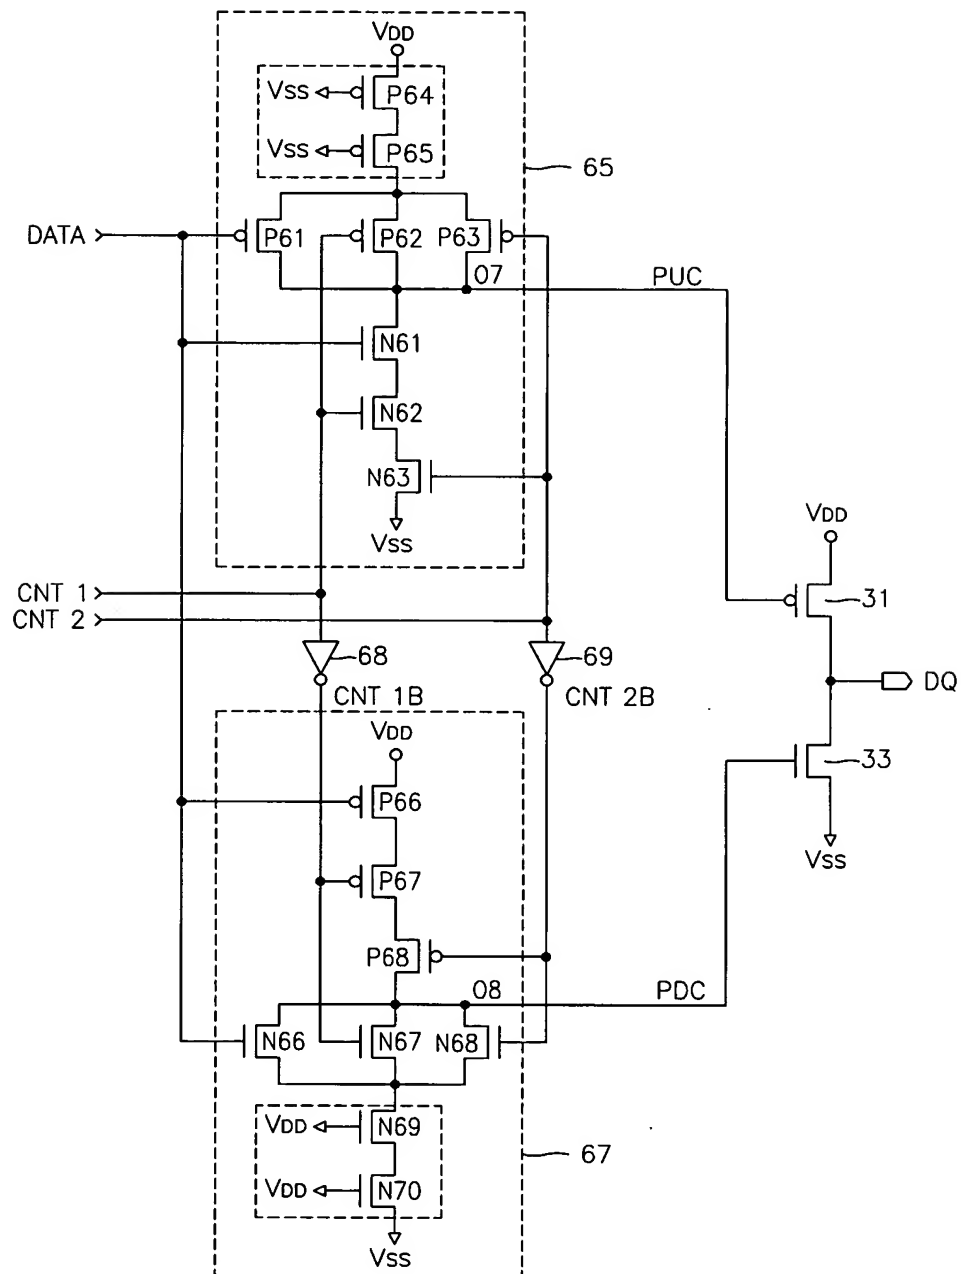 VDD
VSS P64
VSS P65
65
DATA P61 P62 P63
O7 PUC
N61
N62
N63
VSS
VDD
CNT 1
CNT 2
31
68 69
CNT 1B CNT 2B
DQ
VDD
33
P66
VSS
P67
P68
O8 PDC
N66 N67 N68
VDD N69
67
VDD N70
VSS